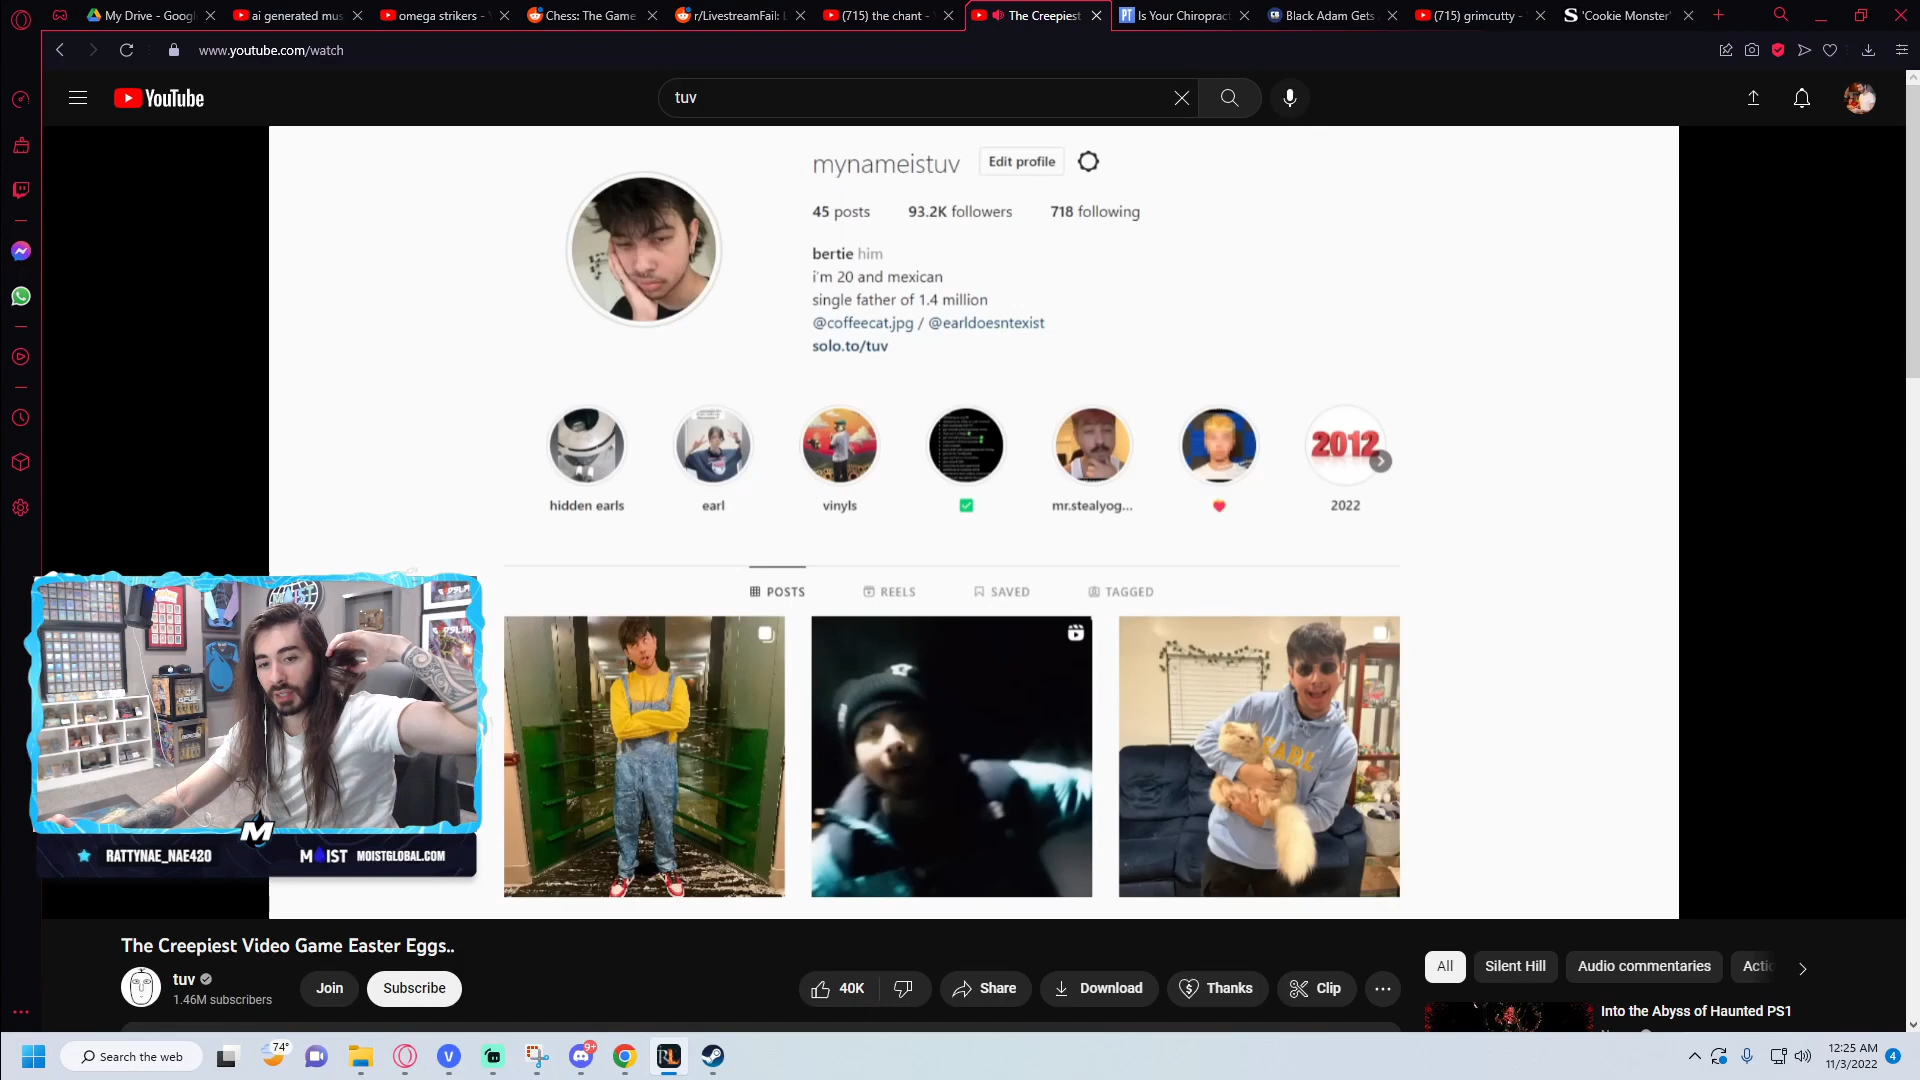 My Drive - Googl
ai generated mus
omega strikers -
Chess: The Game
r/LivestreamFail: L
(715) the chant -
The Creepiest
Is Your Chiropract
Black Adam Gets
(715) grimcutty -
'Cookie Monster'
www.youtube.com/watch
YouTube
tuv
mynameistuv
Edit profile
45 posts 93.2K followers 718 following
bertie him
i'm 20 and mexican
single father of 1.4 million
@coffeecat.jpg / @earldoesntexist
solo.to/tuv
2012
hidden earls
earl
vinyls
mr.stealyog...
2022
POSTS
REELS
SAVED
TAGGED
EARL
RATTYNAE_NAE420
M
MOIST
MOISTGLOBAL.COM
The Creepiest Video Game Easter Eggs..
tuv
1.46M subscribers
Join
Subscribe
40K
Share
Download
Thanks
Clip
All
Silent Hill
Audio commentaries
Actio
Into the Abyss of Haunted PS1
74°
Search the web
9+
12:25 AM
11/3/2022
4